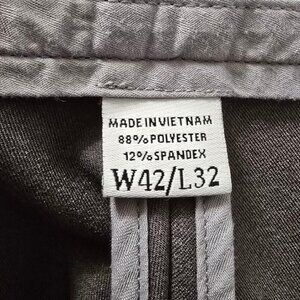 MADE IN VIETNAM
88% POLYESTER
12% SPANDEX
W42/L32